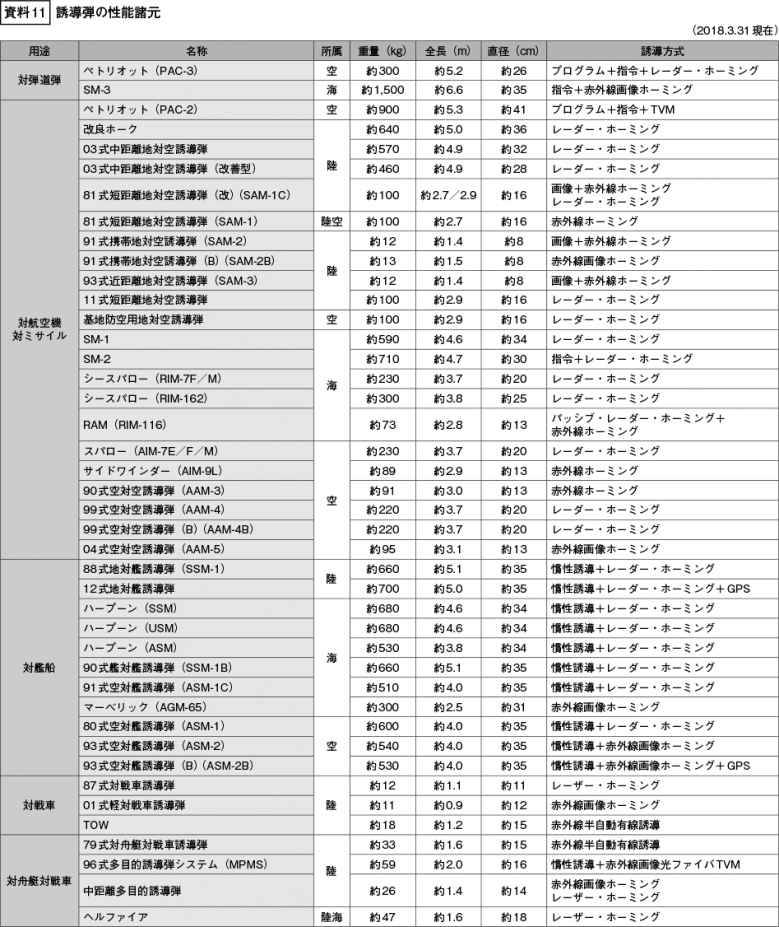 資料11 誘導弾の性能諸元
（2018.3.31 現在）
用途 名称 所属 重量（kg） 全長（m） 直径（cm） 誘導方式
対弾道弾
ペトリオット（PAC-3） 空 約300 約5.2 約26 プログラム＋指令＋レーダー・ホーミング
SM-3 海 約1,500 約6.6 約35 指令＋赤外線画像ホーミング
対航空機
対ミサイル
ペトリオット（PAC-2） 空 約900 約5.3 約41 プログラム＋指令＋TVM
改良ホーク 陸 約640 約5.0 約36 レーダー・ホーミング
03式中距離地対空誘導弾 約570 約4.9 約32 レーダー・ホーミング
03式中距離地対空誘導弾（改善型） 約460 約4.9 約28 レーダー・ホーミング
81式短距離地対空誘導弾（改）（SAM-1C） 約100 約2.7／2.9 約16 画像＋赤外線ホーミング
レーダー・ホーミング
81式短距離地対空誘導弾（SAM-1） 陸空 約100 約2.7 約16 赤外線ホーミング
91式携帯地対空誘導弾（SAM-2） 陸 約12 約1.4 約8 画像＋赤外線ホーミング
91式携帯地対空誘導弾（B）（SAM-2B） 約13 約1.5 約8 赤外線画像ホーミング
93式近距離地対空誘導弾（SAM-3） 約12 約1.4 約8 画像＋赤外線ホーミング
11式短距離地対空誘導弾 約100 約2.9 約16 レーダー・ホーミング
基地防空用地対空誘導弾 空 約100 約2.9 約16 レーダー・ホーミング
SM-1 海 約590 約4.6 約34 レーダー・ホーミング
SM-2 約710 約4.7 約30 指令＋レーダー・ホーミング
シースパロー（RIM-7F／M） 約230 約3.7 約20 レーダー・ホーミング
シースパロー（RIM-162） 約300 約3.8 約25 レーダー・ホーミング
RAM（RIM-116） 約73 約2.8 約13 パッシブ・レーダー・ホーミング＋
赤外線ホーミング
スパロー（AIM-7E／F／M） 空 約230 約3.7 約20 レーダー・ホーミング
サイドワインダー（AIM-9L） 約89 約2.9 約13 赤外線ホーミング
90式空対空誘導弾（AAM-3） 約91 約3.0 約13 赤外線ホーミング
99式空対空誘導弾（AAM-4） 約220 約3.7 約20 レーダー・ホーミング
99式空対空誘導弾（B）（AAM-4B） 約220 約3.7 約20 レーダー・ホーミング
04式空対空誘導弾（AAM-5） 約95 約3.1 約13 赤外線画像ホーミング
対艦船
88式地対艦誘導弾（SSM-1） 陸 約660 約5.1 約35 慣性誘導＋レーダー・ホーミング
12式地対艦誘導弾 約700 約5.0 約35 慣性誘導＋レーダー・ホーミング＋GPS
ハープーン（SSM） 海 約680 約4.6 約34 慣性誘導＋レーダー・ホーミング
ハープーン（USM） 約680 約4.6 約34 慣性誘導＋レーダー・ホーミング
ハープーン（ASM） 約530 約3.8 約34 慣性誘導＋レーダー・ホーミング
90式艦対艦誘導弾（SSM-1B） 約660 約5.1 約35 慣性誘導＋レーダー・ホーミング
91式空対艦誘導弾（ASM-1C） 約510 約4.0 約35 慣性誘導＋レーダー・ホーミング
マーベリック（AGM-65） 約300 約2.5 約31 赤外線画像ホーミング
80式空対艦誘導弾（ASM-1） 空 約600 約4.0 約35 慣性誘導＋レーダー・ホーミング
93式空対艦誘導弾（ASM-2） 約540 約4.0 約35 慣性誘導＋赤外線画像ホーミング
93式空対艦誘導弾（B）（ASM-2B） 約530 約4.0 約35 慣性誘導＋赤外線画像ホーミング＋GPS
対戦車
87式対戦車誘導弾 陸 約12 約1.1 約11 レーザー・ホーミング
01式軽対戦車誘導弾 約11 約0.9 約12 赤外線画像ホーミング
TOW 約18 約1.2 約15 赤外線半自動有線誘導
対舟艇対戦車
79式対舟艇対戦車誘導弾 陸 約33 約1.6 約15 赤外線半自動有線誘導
96式多目的誘導弾システム（MPMS） 約59 約2.0 約16 慣性誘導＋赤外線画像光ファイバTVM
中距離多目的誘導弾 約26 約1.4 約14 赤外線画像ホーミング
レーザー・ホーミング
ヘルファイア 陸海 約47 約1.6 約18 レーザー・ホーミング